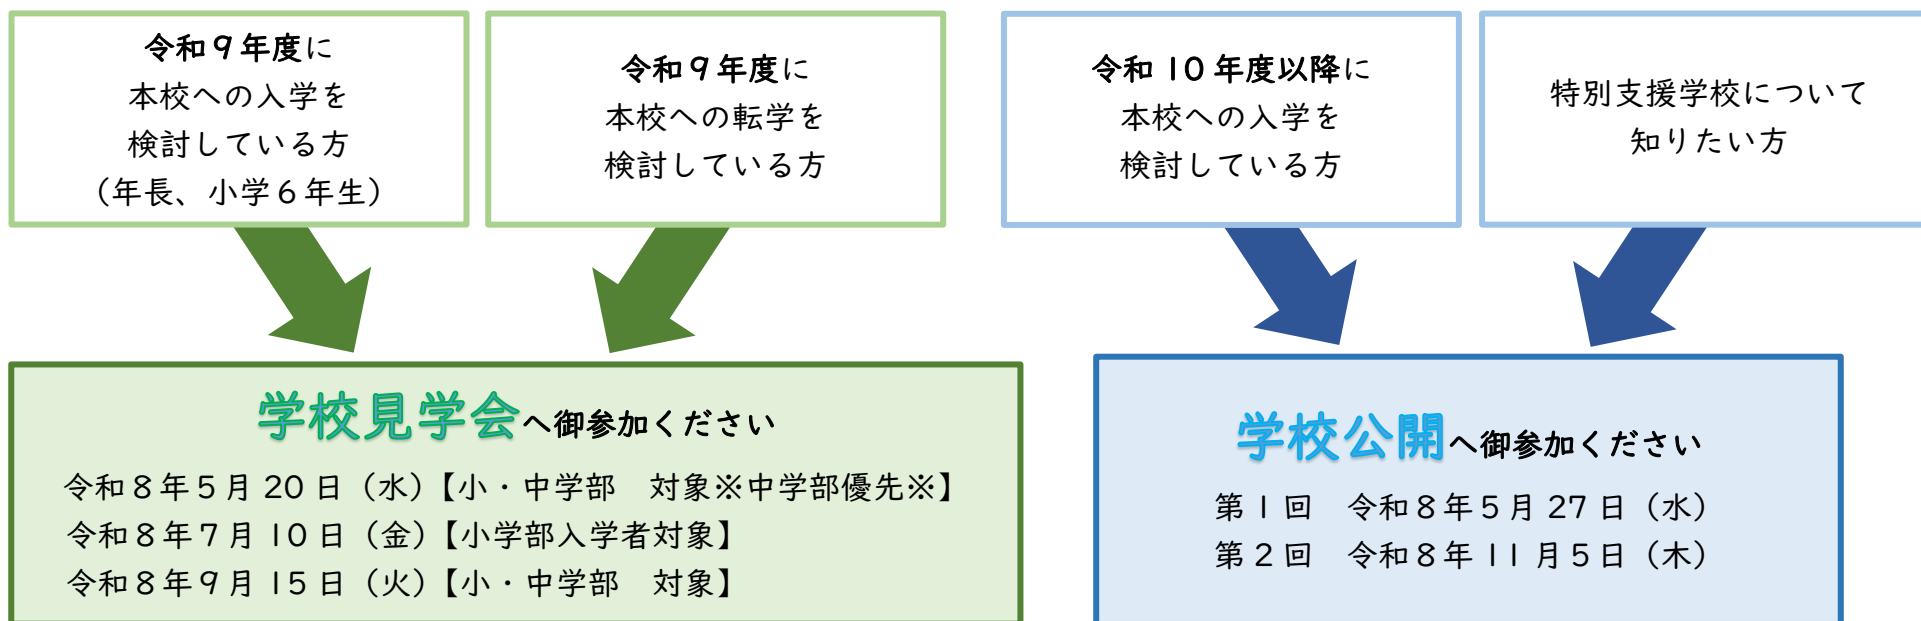 令和９年度に
本校への入学を
検討している方
（年長、小学６年生）
令和９年度に
本校への転学を
検討している方
令和１０年度以降に
本校への入学を
検討している方
特別支援学校について
知りたい方
学校見学会へ御参加ください
令和８年５月20日（水）【小・中学部　対象※中学部優先※】
令和８年７月１０日（金）【小学部入学者対象】
令和８年９月１５日（火）【小・中学部　対象】
学校公開へ御参加ください
第１回　令和８年５月27日（水）
第２回　令和８年１１月５日（木）